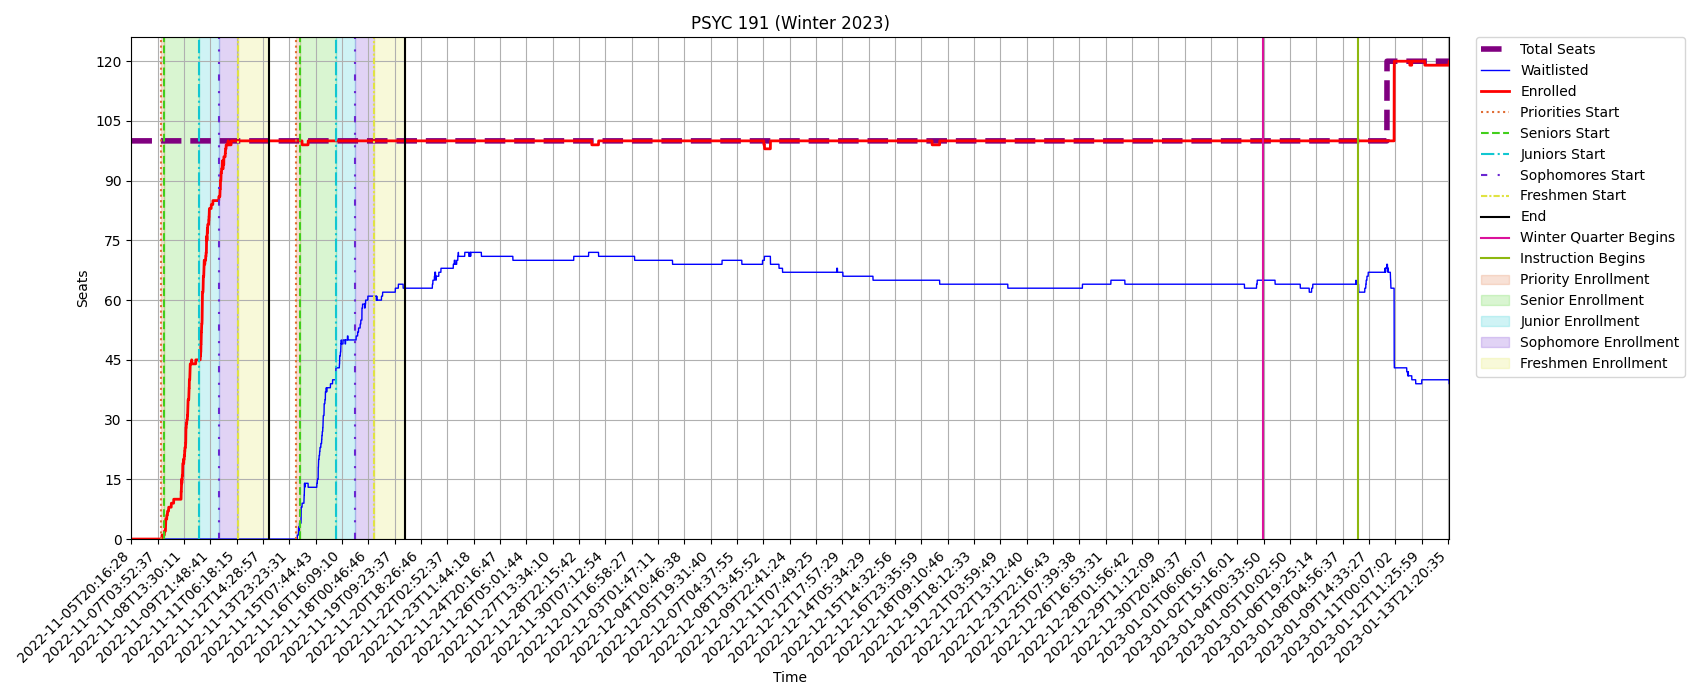 PSYC 191 (Winter 2023)
Total Seats
Waitlisted
Enrolled
Priorities Start
Seniors Start
Juniors Start
Sophomores Start
Freshmen Start
End
Winter Quarter Begins
Instruction Begins
Priority Enrollment
Senior Enrollment
Junior Enrollment
Sophomore Enrollment
Freshmen Enrollment
Seats
120
105
90
75
60
45
30
15
0
2022-11-05T20:16:28
2022-11-07T03:52:37
2022-11-08T13:30:11
2022-11-09T21:48:41
2022-11-11T06:18:15
2022-11-12T14:28:57
2022-11-13T23:23:31
2022-11-15T07:44:43
2022-11-16T16:09:10
2022-11-18T00:46:46
2022-11-19T09:23:37
2022-11-20T18:26:46
2022-11-22T02:52:37
2022-11-23T11:44:18
2022-11-24T20:16:47
2022-11-26T05:01:44
2022-11-27T13:34:10
2022-11-28T22:15:42
2022-11-30T07:12:54
2022-12-01T16:58:27
2022-12-03T01:47:11
2022-12-04T10:46:38
2022-12-05T19:31:40
2022-12-07T04:37:55
2022-12-08T13:45:52
2022-12-09T22:41:24
2022-12-11T07:49:25
2022-12-12T17:57:29
2022-12-14T05:34:29
2022-12-15T14:32:56
2022-12-16T23:35:59
2022-12-18T09:10:46
2022-12-19T18:12:33
2022-12-21T03:59:49
2022-12-22T13:12:40
2022-12-23T22:16:43
2022-12-25T07:39:38
2022-12-26T16:53:31
2022-12-28T01:56:42
2022-12-29T11:12:09
2022-12-30T20:40:37
2023-01-01T06:06:07
2023-01-02T15:16:01
2023-01-04T00:33:50
2023-01-05T10:02:50
2023-01-06T19:25:14
2023-01-08T04:56:37
2023-01-09T14:33:27
2023-01-11T00:07:02
2023-01-12T11:25:59
2023-01-13T21:20:35
Time